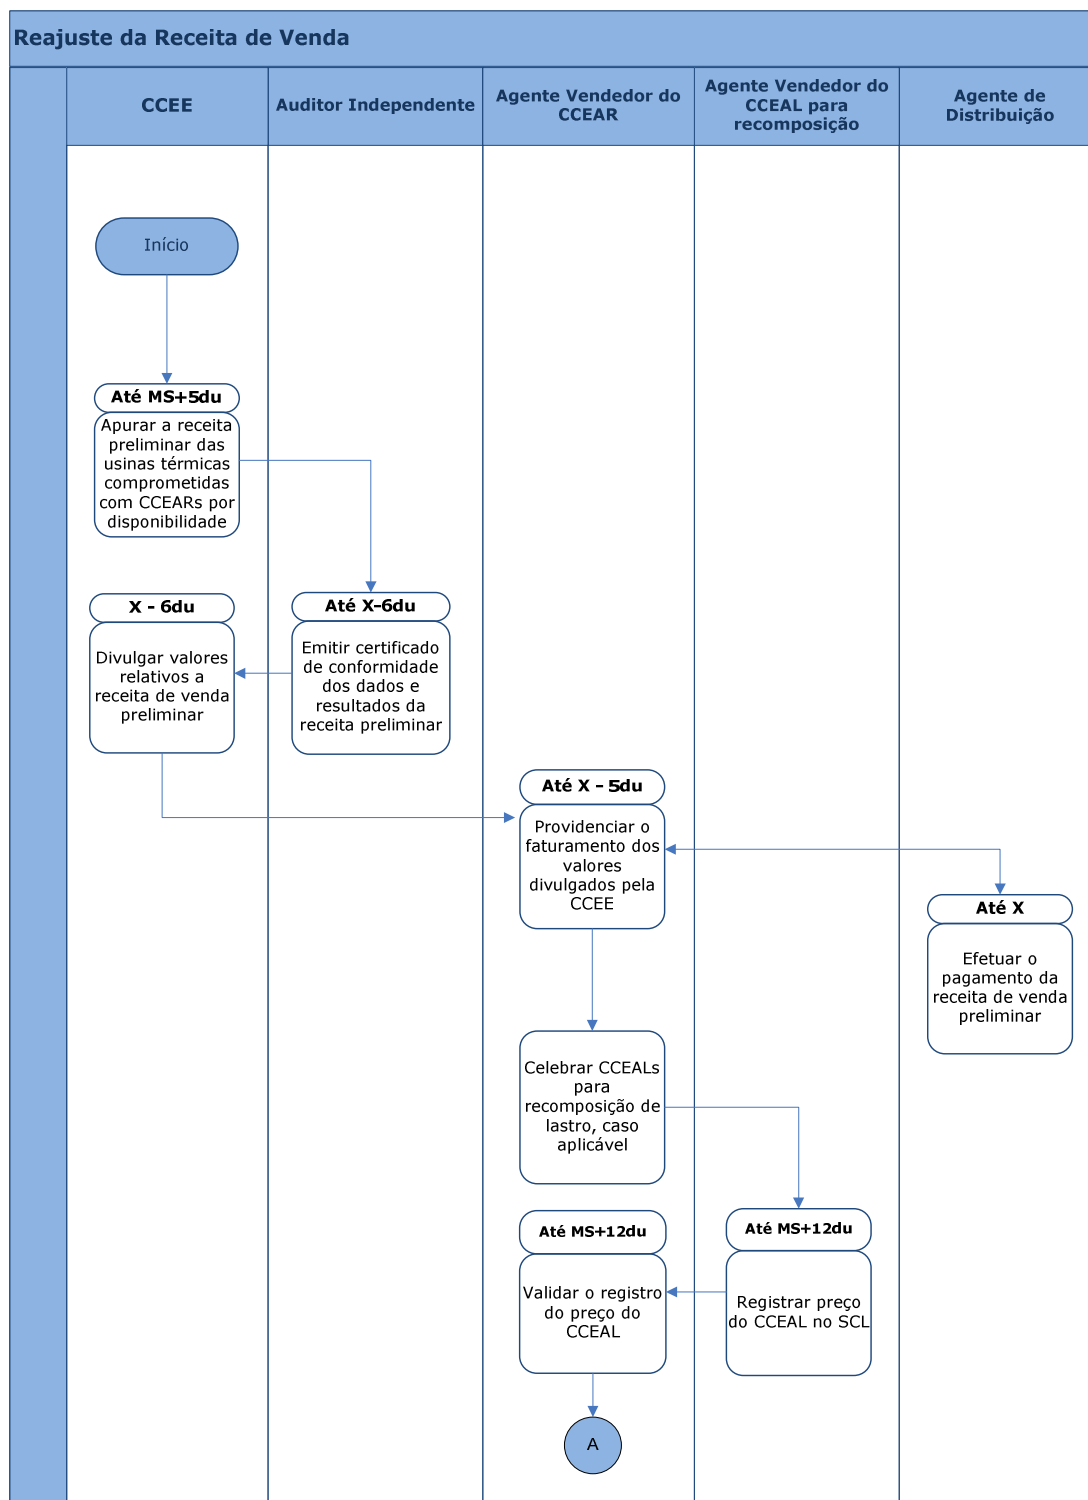 Reajuste da Receita de Venda
CCEE
Auditor Independente
Agente Vendedor do
CCEAR
Agente Vendedor do
CCEAL para
recomposição
Agente de
Distribuição
Início
Até MS+5du
Apurar a receita
preliminar das
usinas térmicas
comprometidas
com CCEARs por
disponibilidade
X - 6du
Divulgar valores
relativos a
receita de venda
preliminar
Até X-6du
Emitir certificado
de conformidade
dos dados e
resultados da
receita preliminar
Até X - 5du
Providenciar o
faturamento dos
valores
divulgados pela
CCEE
Até X
Efetuar o
pagamento da
receita de venda
preliminar
Celebrar CCEALs
para
recomposição de
lastro, caso
aplicável
Até MS+12du
Validar o registro
do preço do
CCEAL
Até MS+12du
Registrar preço
do CCEAL no SCL
A